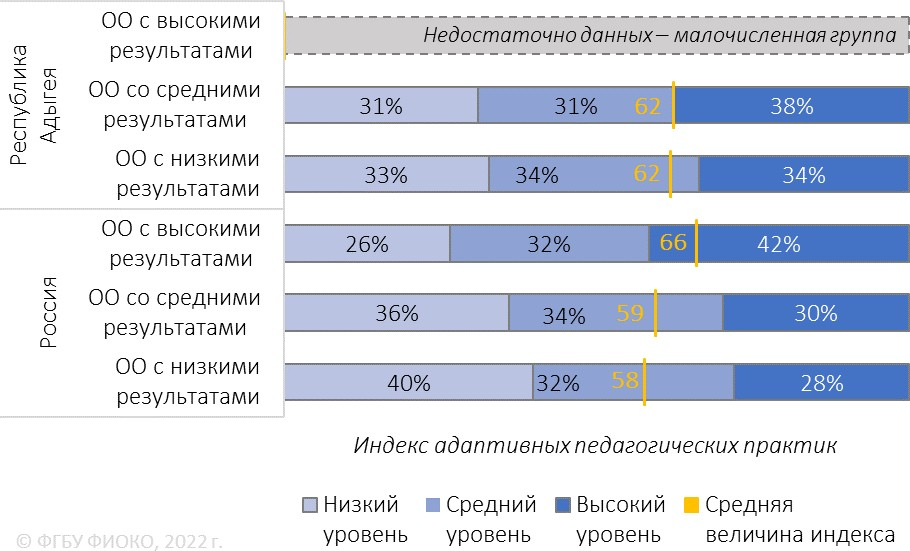 Республика
Адыгея
ОО с высокими
результатами
Недостаточно данных – малочисленная группа
ОО со средними
результатами
31% 31% 62 38%
ОО с низкими
результатами
33% 34% 62 34%
Россия
ОО с высокими
результатами
26% 32% 66 42%
ОО со средними
результатами
36% 34% 59 30%
ОО с низкими
результатами
40% 32% 58 28%
Индекс адаптивных педагогических практик
Низкий
уровень
Средний
уровень
Высокий
уровень
Средняя
величина индекса
© ФГБУ ФИОКО, 2022 г.